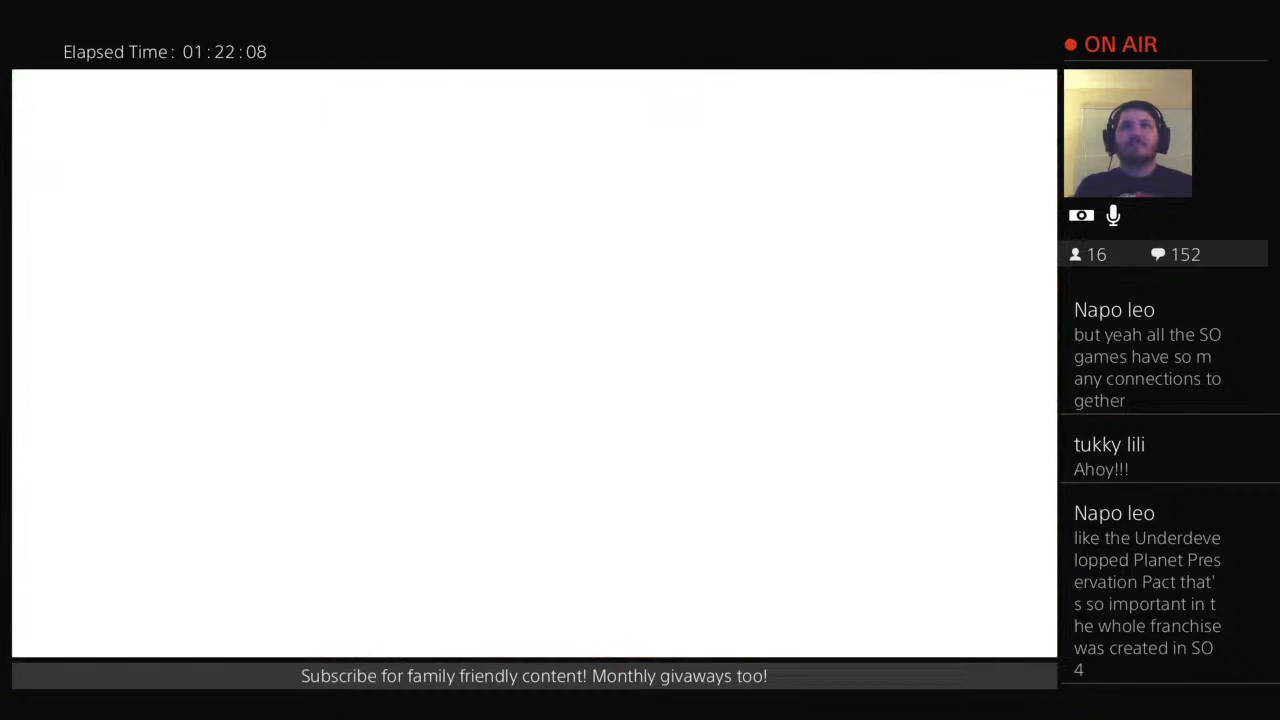 Elapsed Time: 01:22:08
ON AIR
16 152
Napo leo
but yeah all the SO
games have so m
any connections to
gether
tukky lili
Ahoy!!!
Napo leo
like the Underdeve
lopped Planet Pres
ervation Pact that'
s so important in t
he whole franchise
was created in SO
4
Subscribe for family friendly content! Monthly givaways too!